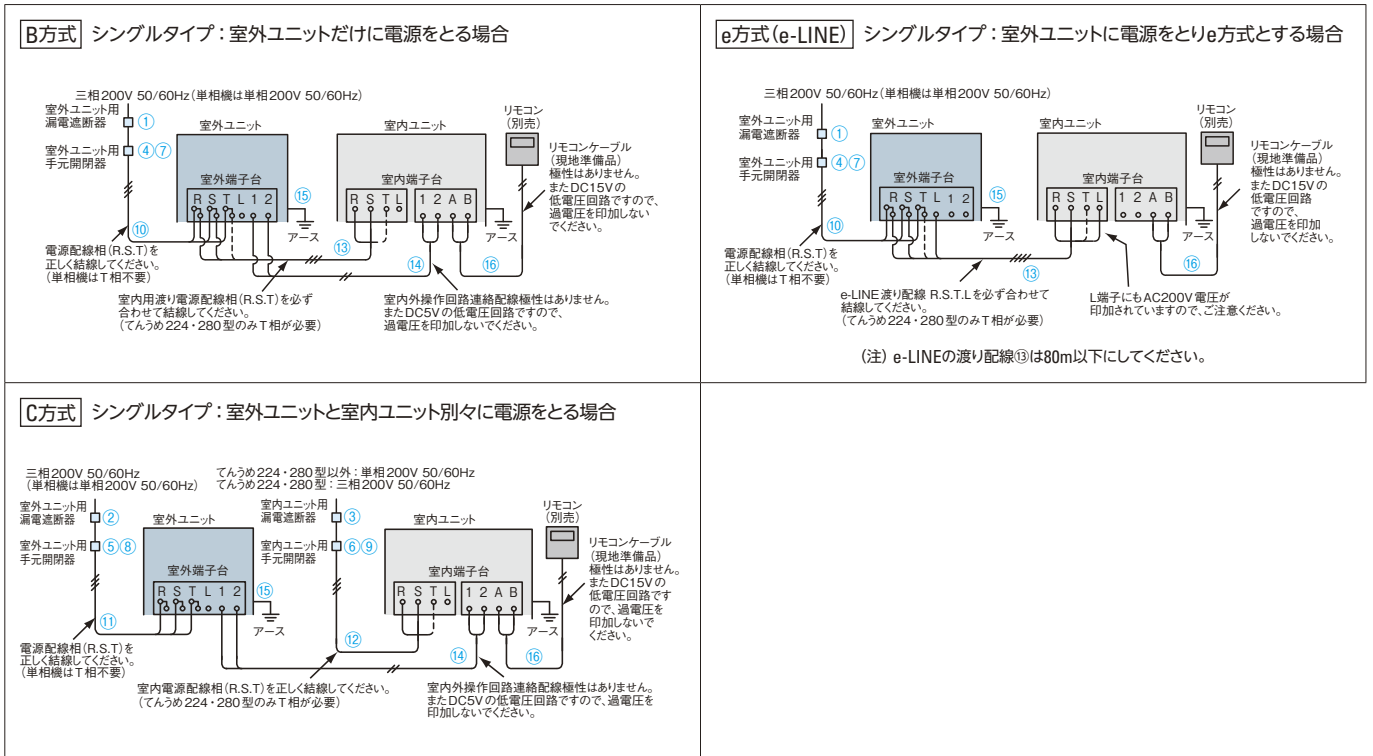 B方式 シングルタイプ：室外ユニットだけに電源をとる場合
三相200V 50/60Hz（単相機は単相200V 50/60Hz）
室外ユニット用
漏電遮断器
①
室外ユニット用
手元開閉器
④⑦
室外ユニット
室外端子台
R S T L 1 2
⑮
アース
⑩
電源配線相（R.S.T）を
正しく結線してください。
（単相機はT相不要）
⑬
室内用渡り電源配線相（R.S.T）を必ず
合わせて結線してください。
（てんうめ224・280型のみT相が必要）
室内ユニット
室内端子台
R S T L
1 2 A B
アース
⑭
⑯
室内外操作回路連絡配線極性はありません。
またDC5Vの低電圧回路ですので、
過電圧を印加しないでください。
リモコン
（別売）
リモコンケーブル
（現地準備品）
極性はありません。
またDC15Vの
低電圧回路ですので、
過電圧を印加しない
でください。
e方式（e-LINE） シングルタイプ：室外ユニットに電源をとりe方式とする場合
三相200V 50/60Hz（単相機は単相200V 50/60Hz）
室外ユニット用
漏電遮断器
①
室外ユニット用
手元開閉器
④⑦
室外ユニット
室外端子台
R S T L 1 2
⑮
アース
⑩
電源配線相（R.S.T）を
正しく結線してください。
（単相機はT相不要）
⑬
e-LINE渡り配線 R.S.T.Lを必ず合わせて
結線してください。
（てんうめ224・280型のみT相が必要）
室内ユニット
室内端子台
R S T L
1 2 A B
アース
⑯
L端子にもAC200V電圧が
印加されていますので、ご注意ください。
リモコン
（別売）
リモコンケーブル
（現地準備品）
極性はありません。
またDC15Vの
低電圧回路
ですので、
過電圧を印加
しないでください。
（注） e-LINEの渡り配線⑬は80m以下にしてください。
C方式 シングルタイプ：室外ユニットと室内ユニット別々に電源をとる場合
三相200V 50/60Hz
（単相機は単相200V 50/60Hz）
てんうめ224・280型以外：単相200V 50/60Hz
てんうめ224・280型：三相200V 50/60Hz
室外ユニット用
漏電遮断器
②
室外ユニット用
手元開閉器
⑤⑧
室外ユニット
室外端子台
R S T L 1 2
⑮
アース
⑪
電源配線相（R.S.T）を
正しく結線してください。
（単相機はT相不要）
室内ユニット用
漏電遮断器
③
室内ユニット用
手元開閉器
⑥⑨
⑫
室内電源配線相（R.S.T）を正しく結線してください。
（てんうめ224・280型のみT相が必要）
室内ユニット
室内端子台
R S T L
1 2 A B
アース
⑭
⑯
室内外操作回路連絡配線極性はありません。
またDC5Vの低電圧回路ですので、過電圧を
印加しないでください。
リモコン
（別売）
リモコンケーブル
（現地準備品）
極性はありません。
またDC15Vの
低電圧回路です
ので、過電圧を
印加しないで
ください。